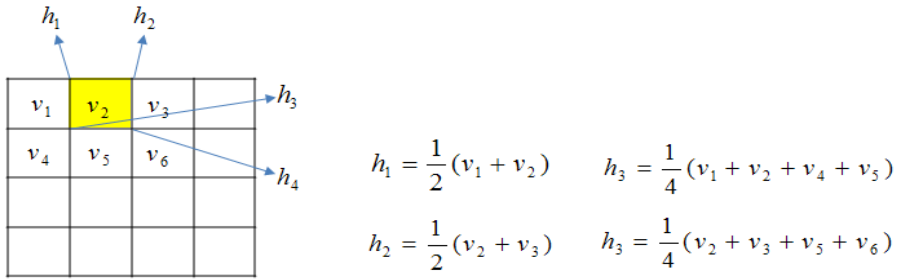 h₁ h₂
v₁ v₂ v₃ h₃
v₄ v₅ v₆
h₄
h₁ = 1/2 (v₁ + v₂) h₃ = 1/4 (v₁ + v₂ + v₄ + v₅)
h₂ = 1/2 (v₂ + v₃) h₃ = 1/4 (v₂ + v₃ + v₅ + v₆)